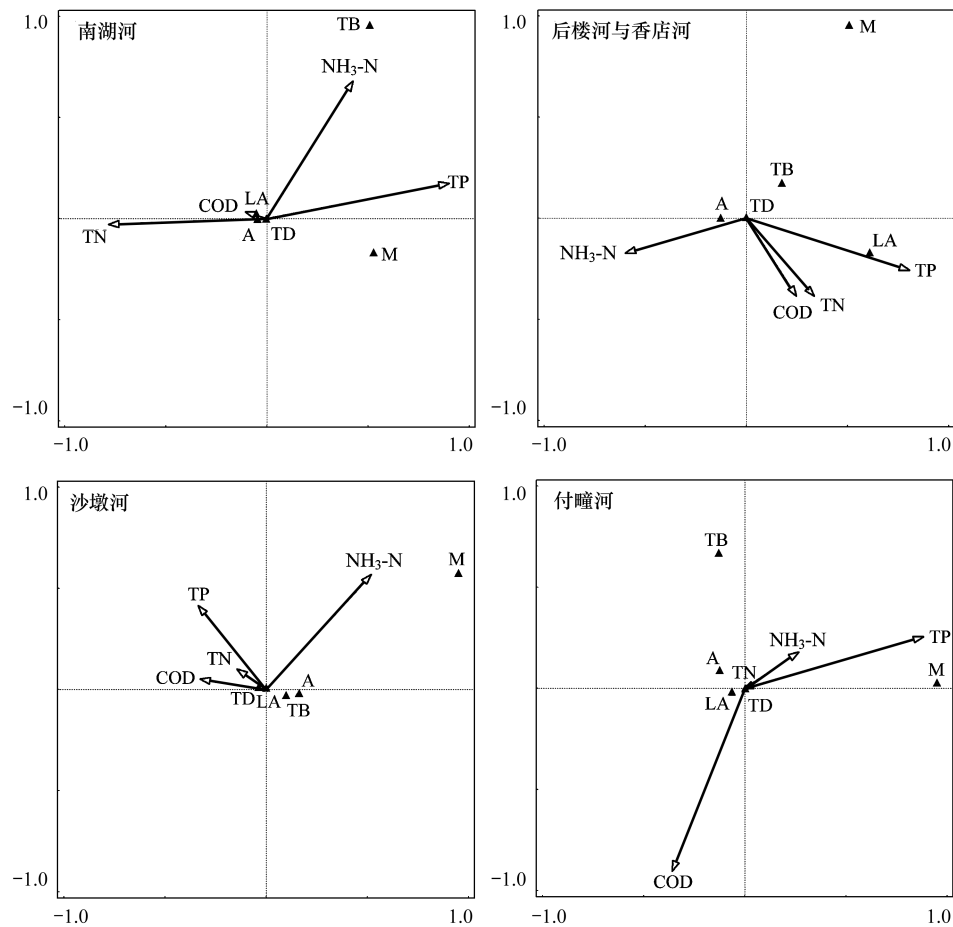 1.0
南湖河
TB
NH₃-N
TP
LA
COD
TN
A
TD
M
−1.0
-1.0
1.0
1.0
后楼河与香店河
M
TB
A
TD
NH₃-N
LA
TP
COD
TN
−1.0
-1.0
1.0
1.0
沙墩河
NH₃-N
M
TP
TN
COD
TD
LA
TB
A
−1.0
-1.0
1.0
1.0
付疃河
TB
NH₃-N
TP
A
TN
M
LA
TD
COD
−1.0
-1.0
1.0